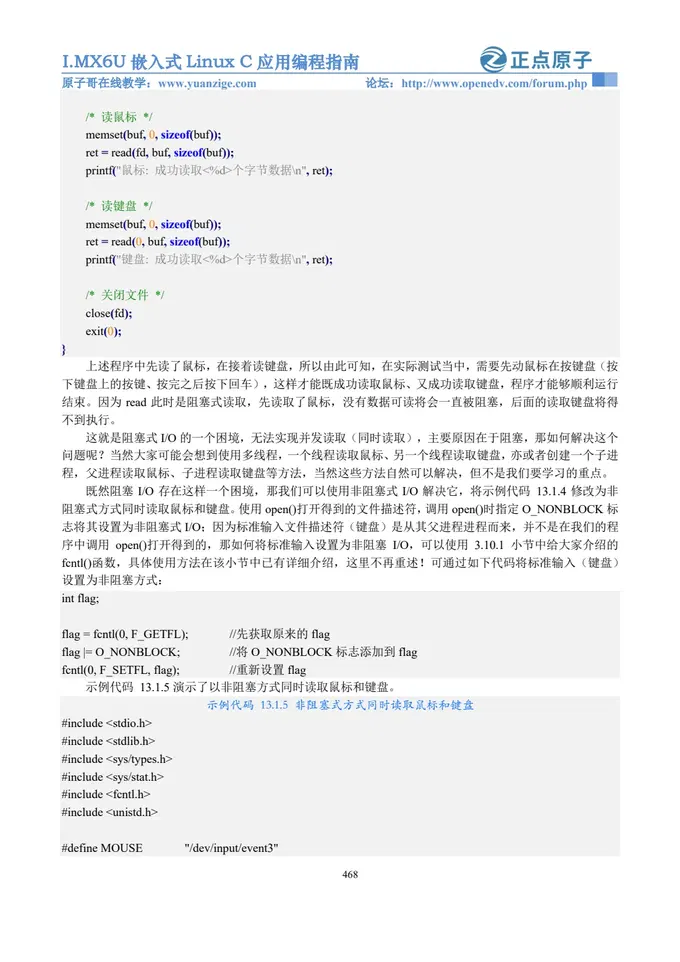 I.MX6U 嵌入式 Linux C 应用编程指南
正点原子
原子哥在线教学：www.yuanzige.com 论坛：http://www.openedv.com/forum.php
/* 读鼠标 */
memset(buf, 0, sizeof(buf));
ret = read(fd, buf, sizeof(buf));
printf("鼠标: 成功读取<%d>个字节数据\n", ret);
/* 读键盘 */
memset(buf, 0, sizeof(buf));
ret = read(0, buf, sizeof(buf));
printf("键盘: 成功读取<%d>个字节数据\n", ret);
/* 关闭文件 */
close(fd);
exit(0);
}
上述程序中先读了鼠标，在接着读键盘，所以由此可知，在实际测试当中，需要先动鼠标在按键盘（按
下键盘上的按键、按完之后按下回车），这样才能既成功读取鼠标、又成功读取键盘，程序才能够顺利运行
结束。因为 read 此时是阻塞式读取，先读取了鼠标，没有数据可读将会一直被阻塞，后面的读取键盘将得
不到执行。
这就是阻塞式 I/O 的一个困境，无法实现并发读取（同时读取），主要原因在于阻塞，那如何解决这个
问题呢？当然大家可能会想到使用多线程，一个线程读取鼠标、另一个线程读取键盘，亦或者创建一个子进
程，父进程读取鼠标、子进程读取键盘等方法，当然这些方法自然可以解决，但不是我们要学习的重点。
既然阻塞 I/O 存在这样一个困境，那我们可以使用非阻塞式 I/O 解决它，将示例代码 13.1.4 修改为非
阻塞式方式同时读取鼠标和键盘。使用 open()打开得到的文件描述符，调用 open()时指定 O_NONBLOCK 标
志将其设置为非阻塞式 I/O；因为标准输入文件描述符（键盘）是从其父进程进程而来，并不是在我们的程
序中调用 open()打开得到的，那如何将标准输入设置为非阻塞 I/O，可以使用 3.10.1 小节中给大家介绍的
fcntl()函数，具体使用方法在该小节中已有详细介绍，这里不再重述！可通过如下代码将标准输入（键盘）
设置为非阻塞方式：
int flag;
flag = fcntl(0, F_GETFL); //先获取原来的 flag
flag |= O_NONBLOCK; //将 O_NONBLOCK 标志添加到 flag
fcntl(0, F_SETFL, flag); //重新设置 flag
示例代码 13.1.5 演示了以非阻塞方式同时读取鼠标和键盘。
示例代码 13.1.5 非阻塞式方式同时读取鼠标和键盘
#include <stdio.h>
#include <stdlib.h>
#include <sys/types.h>
#include <sys/stat.h>
#include <fcntl.h>
#include <unistd.h>
#define MOUSE "/dev/input/event3"
468